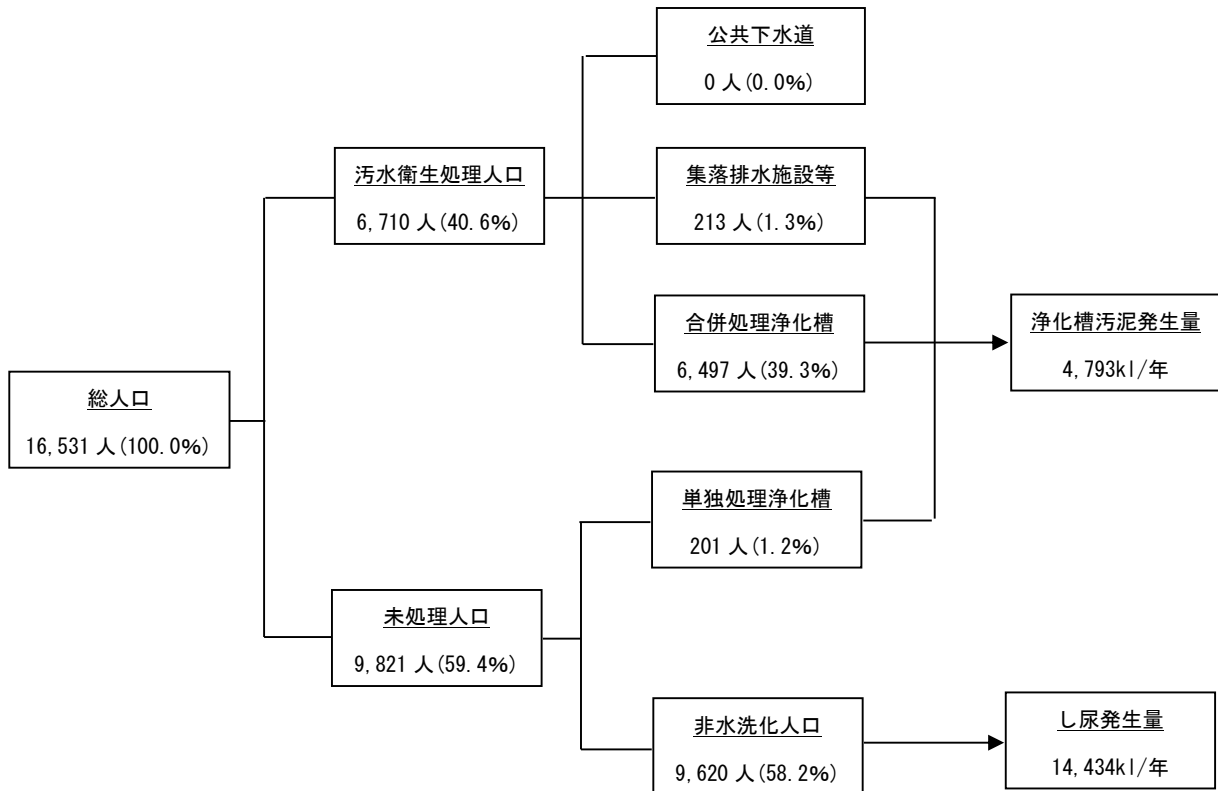 公共下水道
0 人(0.0%)
汚水衛生処理人口
6,710 人(40.6%)
集落排水施設等
213 人(1.3%)
合併処理浄化槽
6,497 人(39.3%)
浄化槽汚泥発生量
4,793kl/年
総人口
16,531 人(100.0%)
単独処理浄化槽
201 人(1.2%)
未処理人口
9,821 人(59.4%)
非水洗化人口
9,620 人(58.2%)
し尿発生量
14,434kl/年